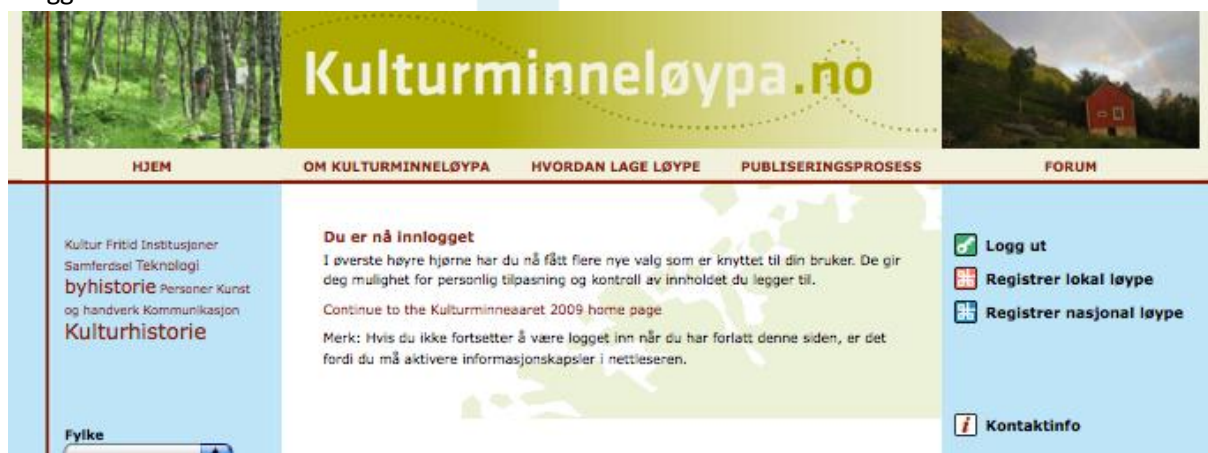 Kulturminneløypa.no
HJEM OM KULTURMINNELØYPA HVORDAN LAGE LØYPE PUBLISERINGSPROSESS FORUM
Kultur Fritid Institusjoner
Samferdsel Teknologi
byhistorie Personer Kunst
og handverk Kommunikasjon
Kulturhistorie
Fylke
Du er nå innlogget
I øverste høyre hjørne har du nå fått flere nye valg som er knyttet til din bruker. De gir
deg mulighet for personlig tilpasning og kontroll av innholdet du legger til.
Continue to the Kulturminneaaret 2009 home page
Merk: Hvis du ikke fortsetter å være logget inn når du har forlatt denne siden, er det
fordi du må aktivere informasjonskapsler i nettleseren.
Logg ut
Registrer lokal løype
Registrer nasjonal løype
Kontaktinfo